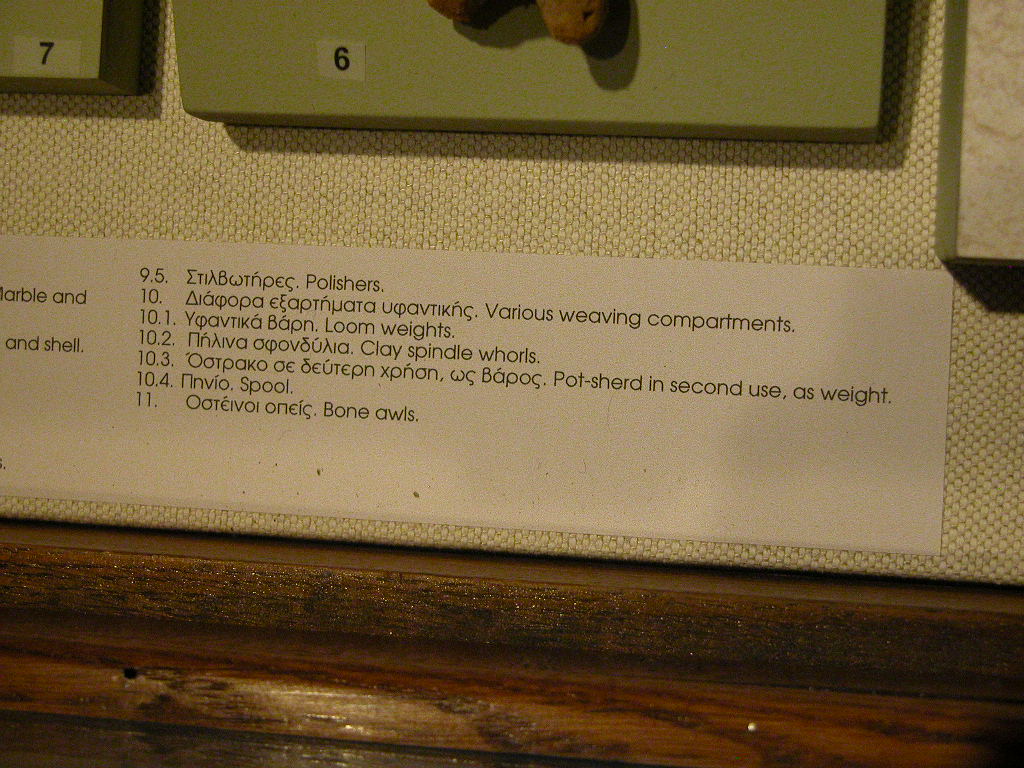 7
6
Marble and
and shell.
9.5. Στιλβωτήρες. Polishers.
10. Διάφορα εξαρτήματα υφαντικής. Various weaving compartments.
10.1. Υφαντικά βάρη. Loom weights.
10.2. Πήλινα σφονδύλια. Clay spindle whorls.
10.3. Όστρακο σε δεύτερη χρήση, ως βάρος. Pot-sherd in second use, as weight.
10.4. Πηνίο. Spool.
11. Οστέινοι οπείς. Bone awls.